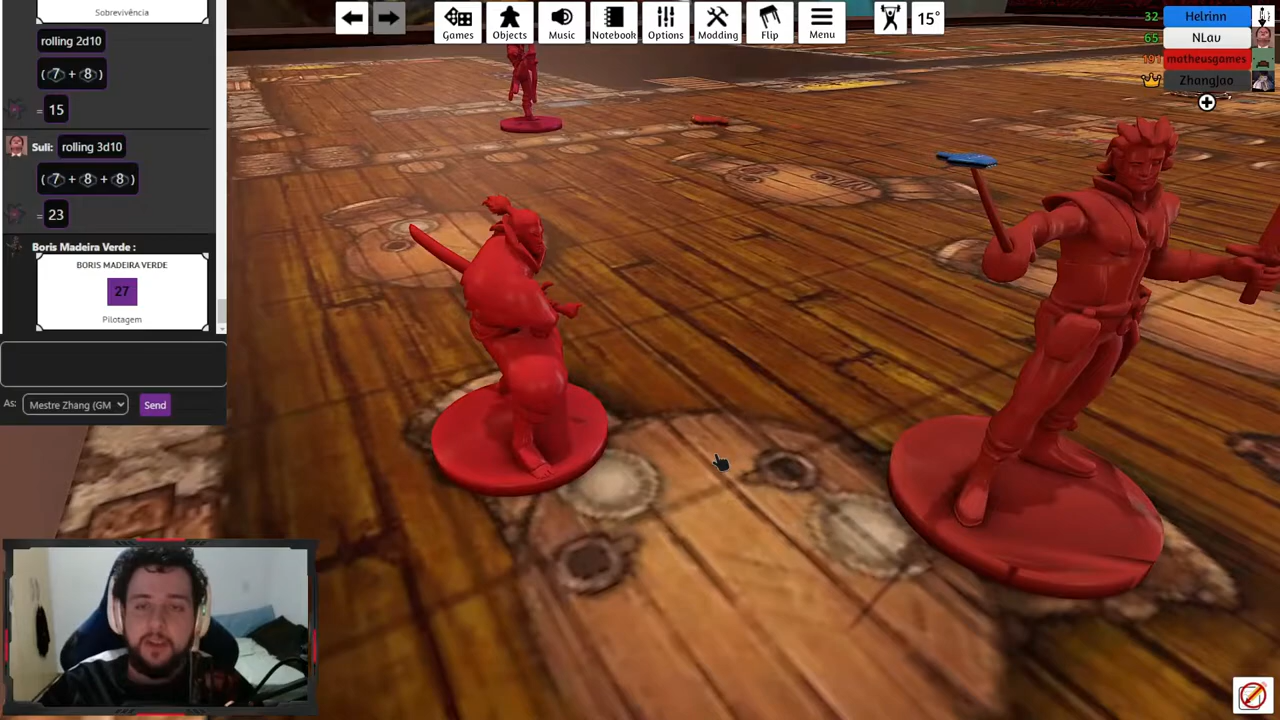 Sobrevivência
rolling 2d10
(7 + 8)
= 15
Suli: rolling 3d10
(7 + 8 + 8)
= 23
Boris Madeira Verde :
BORIS MADEIRA VERDE
27
Pilotagem
As: Mestre Zhang (GM Send
Games Objects Music Notebook Options Modding Flip Menu 15°
32 Helrinn
65 NLav
191 matheusgames
Zhangjao